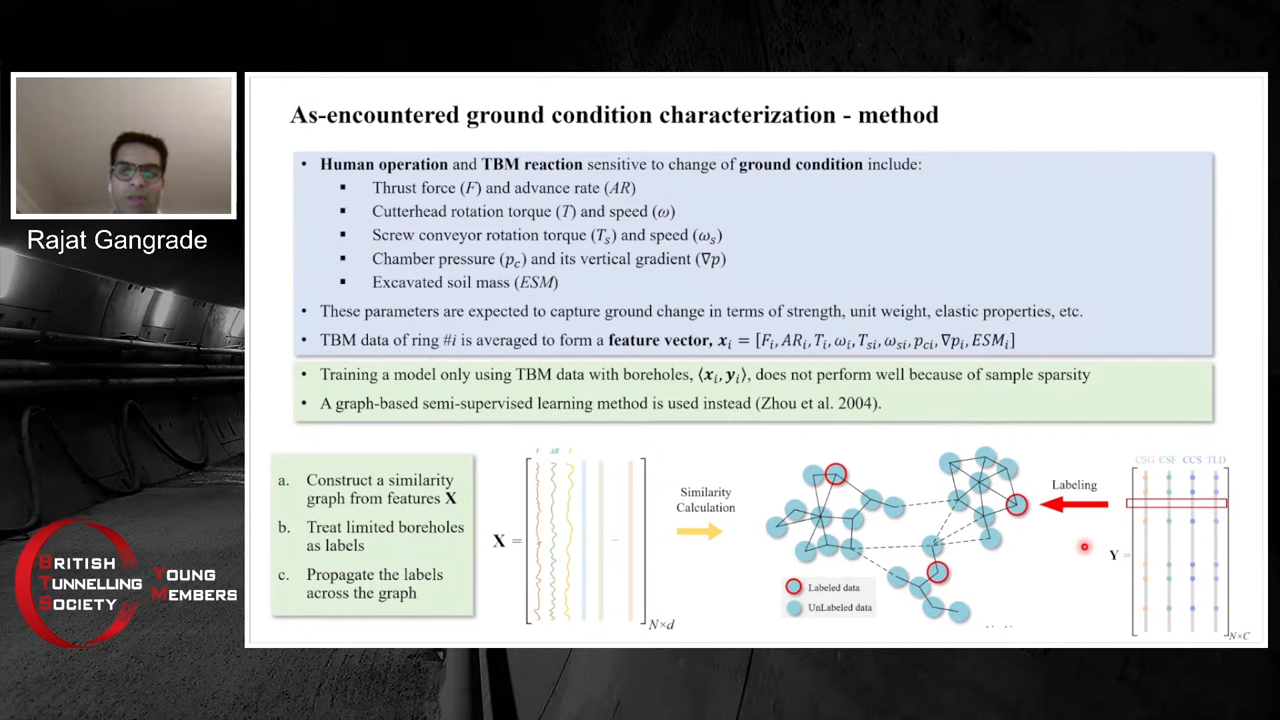 As-encountered ground condition characterization - method
• Human operation and TBM reaction sensitive to change of ground condition include:
▪ Thrust force (F) and advance rate (AR)
▪ Cutterhead rotation torque (T) and speed (ω)
▪ Screw conveyor rotation torque (Tₛ) and speed (ωₛ)
▪ Chamber pressure (p_c) and its vertical gradient (∇p)
▪ Excavated soil mass (ESM)
• These parameters are expected to capture ground change in terms of strength, unit weight, elastic properties, etc.
• TBM data of ring #i is averaged to form a feature vector, xᵢ = [Fᵢ, ARᵢ, Tᵢ, ωᵢ, Tₛᵢ, ωₛᵢ, p_cᵢ, ∇pᵢ, ESMᵢ]
• Training a model only using TBM data with boreholes, ⟨xᵢ, yᵢ⟩, does not perform well because of sample sparsity
• A graph-based semi-supervised learning method is used instead (Zhou et al. 2004).
Rajat Gangrade
a. Construct a similarity
graph from features X
b. Treat limited boreholes
as labels
c. Propagate the labels
across the graph
F AR T
X =
...
N×d
Similarity
Calculation
Labeled data
UnLabeled data
Labeling
CSG CSF CCS TLD
Y =
N×C
BRITISH
TUNNELLING
SOCIETY
YOUNG
MEMBERS